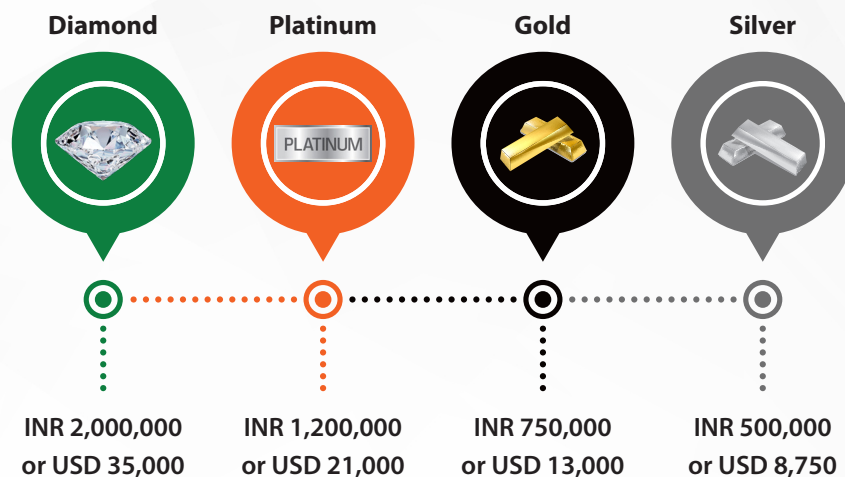 Diamond
Platinum
Gold
Silver
PLATINUM
INR 2,000,000
or USD 35,000
INR 1,200,000
or USD 21,000
INR 750,000
or USD 13,000
INR 500,000
or USD 8,750